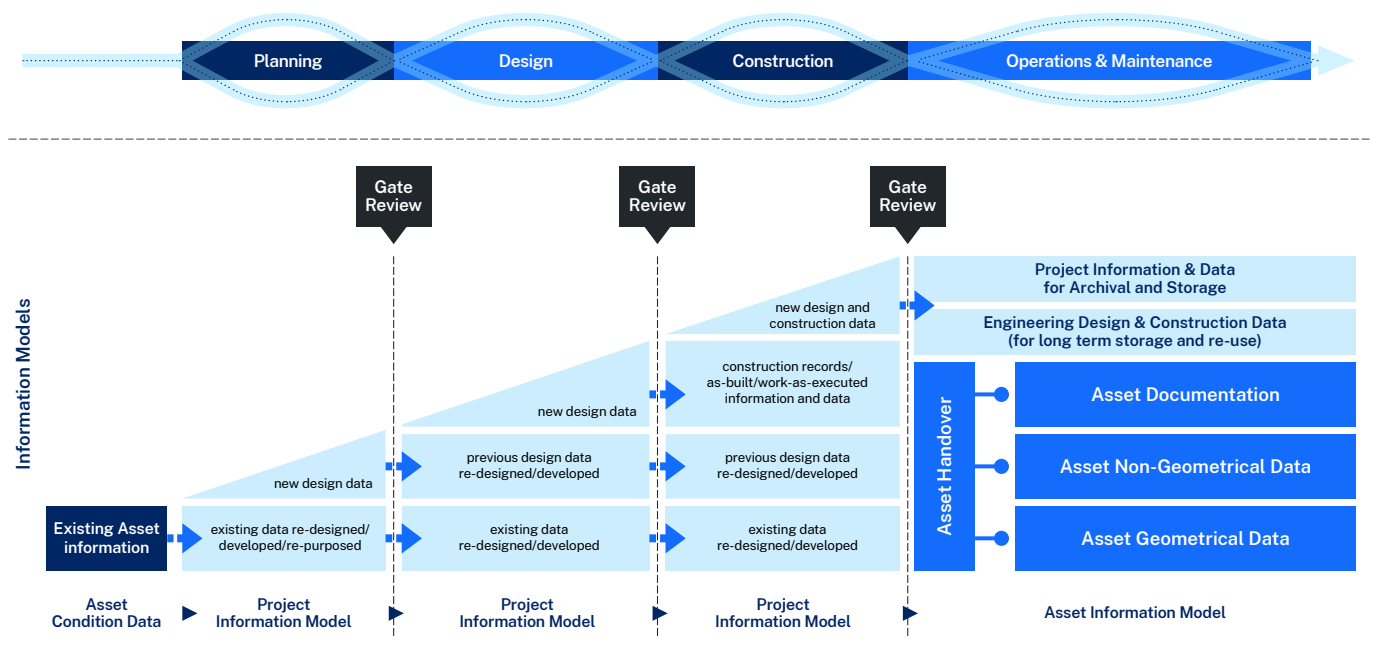 Planning
Design
Construction
Operations & Maintenance
Gate
Review
Gate
Review
Gate
Review
Information Models
Project Information & Data
for Archival and Storage
new design and
construction data
Engineering Design & Construction Data
(for long term storage and re-use)
new design data
construction records/
as-built/work-as-executed
information and data
Asset Handover
Asset Documentation
new design data
previous design data
re-designed/developed
previous design data
re-designed/developed
Asset Non-Geometrical Data
Existing Asset
information
existing data re-designed/
developed/re-purposed
existing data
re-designed/developed
existing data
re-designed/developed
Asset Geometrical Data
Asset
Condition Data
Project
Information Model
Project
Information Model
Project
Information Model
Asset Information Model